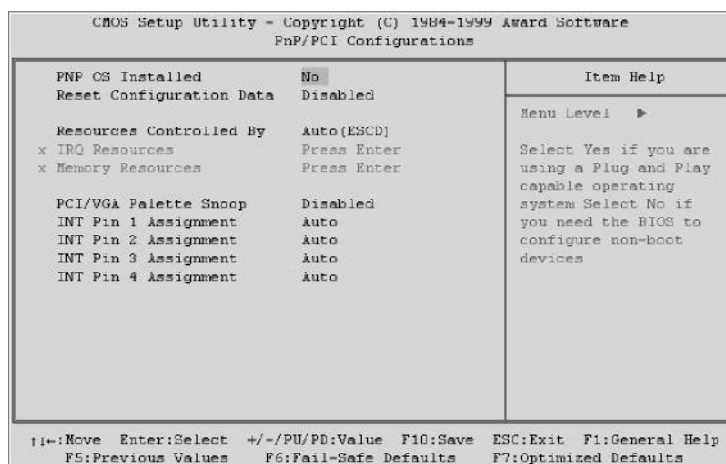 CMOS Setup Utility - Copyright (C) 1984-1999 Award Software
PnP/PCI Configurations
PNP OS Installed No
Reset Configuration Data Disabled
Resources Controlled By Auto(ESCD)
x IRQ Resources Press Enter
x Memory Resources Press Enter
PCI/VGA Palette Snoop Disabled
INT Pin 1 Assignment Auto
INT Pin 2 Assignment Auto
INT Pin 3 Assignment Auto
INT Pin 4 Assignment Auto
Item Help
Menu Level ▶
Select Yes if you are
using a Plug and Play
capable operating
system Select No if
you need the BIOS to
configure non-boot
devices
↑↓←:Move Enter:Select +/-/PU/PD:Value F10:Save ESC:Exit F1:General Help
F5:Previous Values F6:Fail-Safe Defaults F7:Optimized Defaults